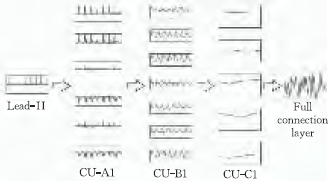 Lead-II
CU-A1
CU-B1
CU-C1
Full
connection
layer